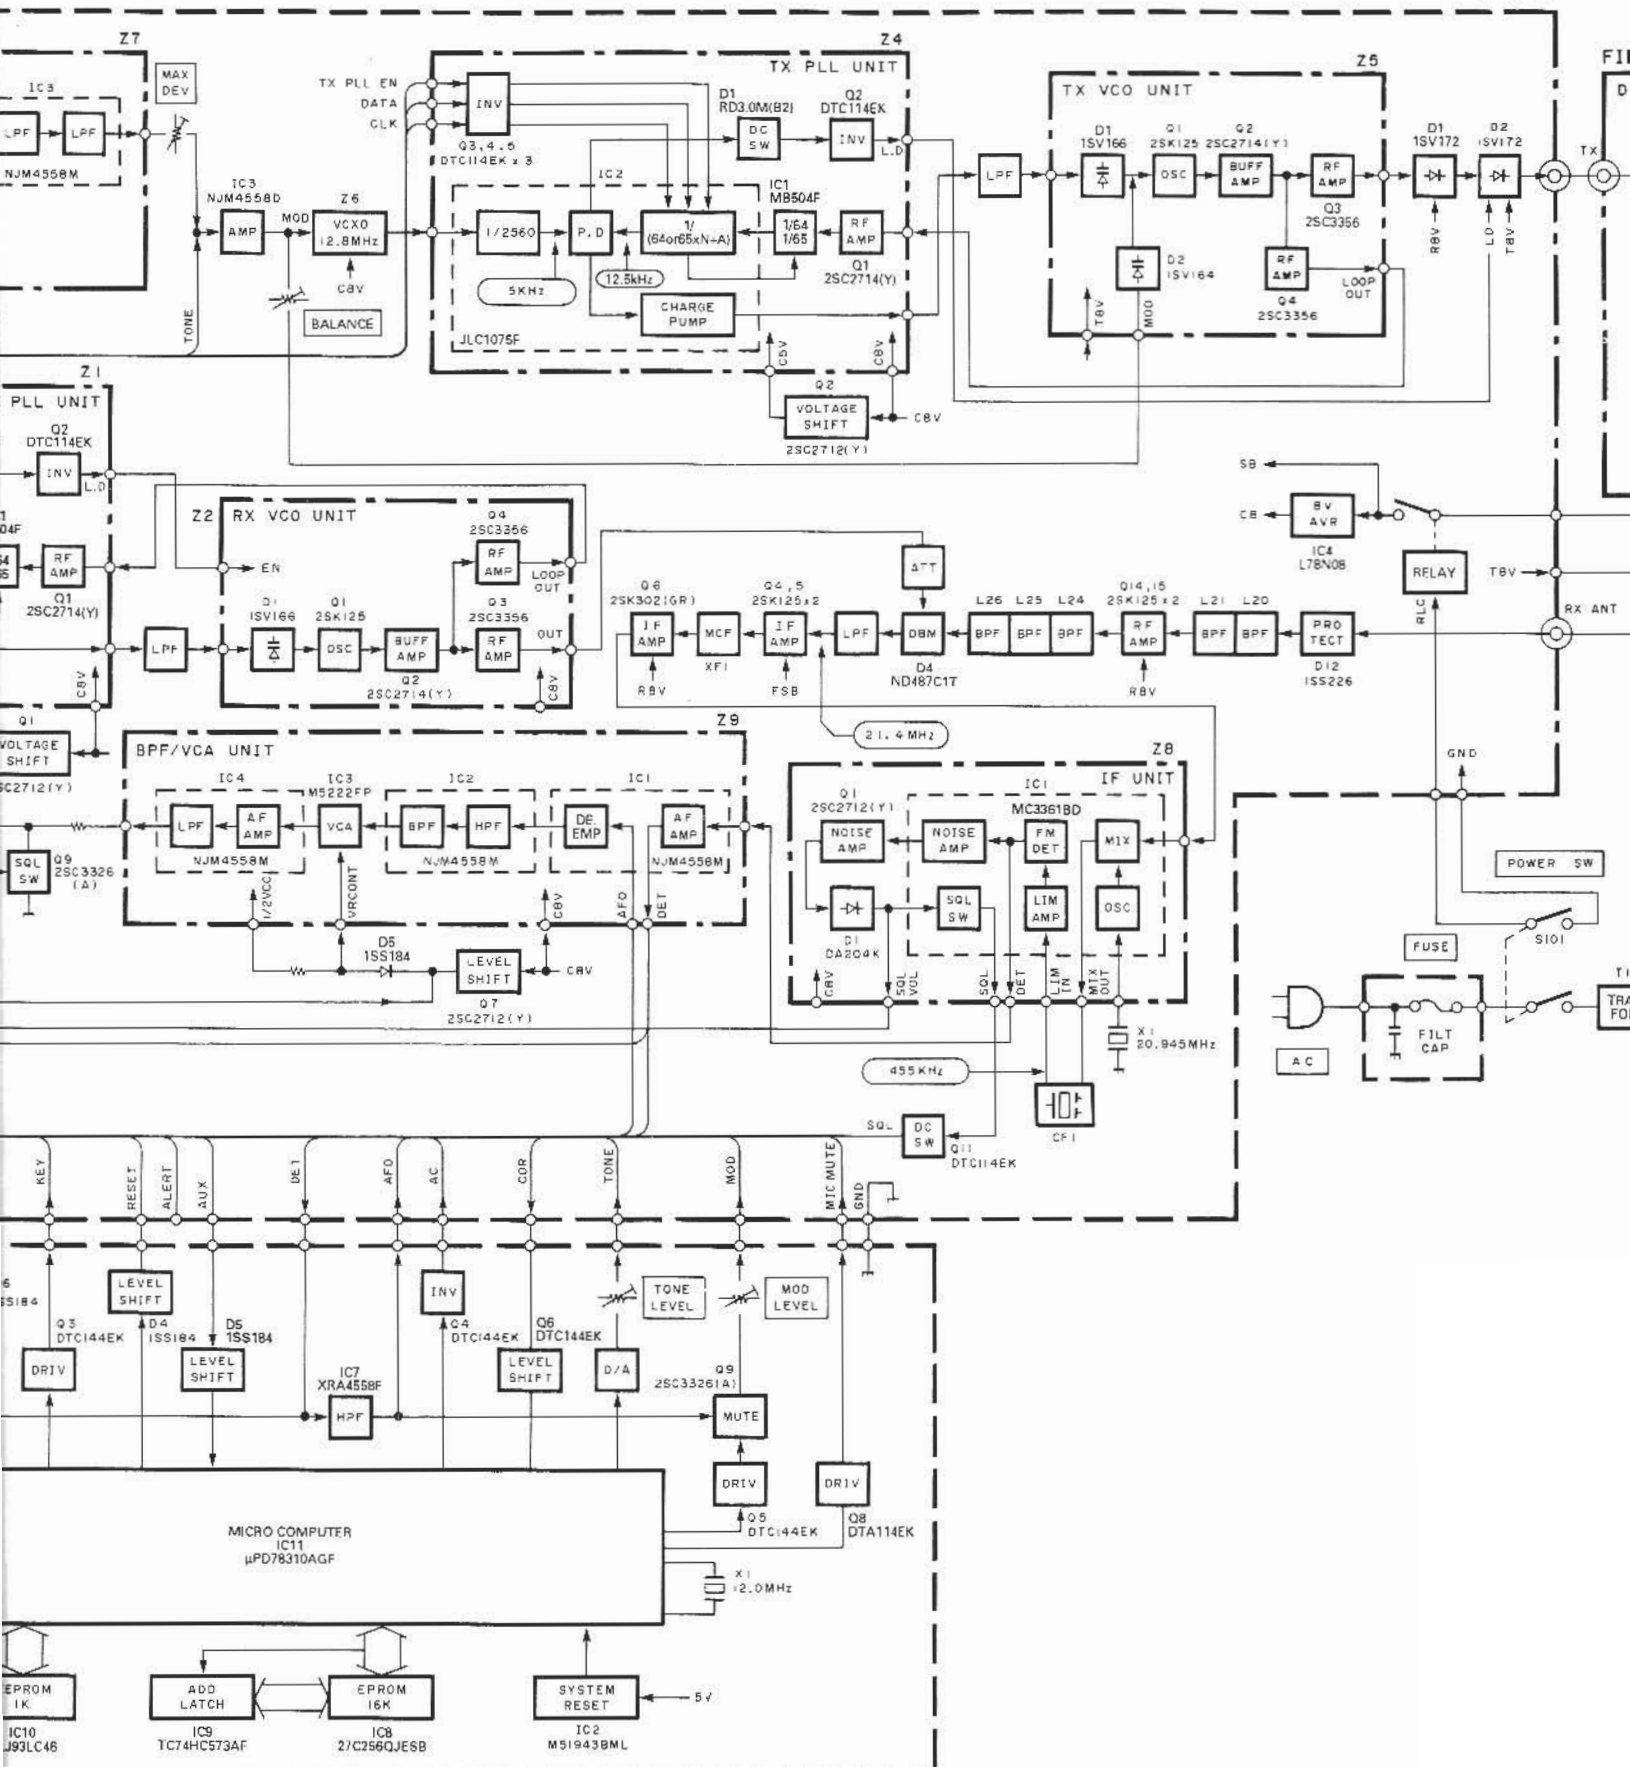 Z7
MAX
DEV
IC3
LPF
LPF
NJM4558M
IC3
NJM4558D
AMP
MOD
Z6
VCXO
12.8MHz
C8V
BALANCE
TONE
Z4
TX PLL UNIT
TX PLL EN
DATA
CLK
INV
Q3,4.5
DTC114EK x 3
D1
RD3.0M(B2)
DC
SW
Q2
DTC114EK
INV
L.D
IC2
1/2560
P.D
1/
(64or65xN+A)
IC1
MB504F
1/64
1/65
RF
AMP
Q1
2SC2714(Y)
5KHz
12.5kHz
CHARGE
PUMP
JLC1075F
C5V
C8V
Q2
VOLTAGE
SHIFT
C8V
2SC2712(Y)
LPF
Z5
TX VCO UNIT
D1
1SV166
Q1
2SK125
OSC
Q2
2SC2714(Y)
BUFF
AMP
RF
AMP
Q3
2SC3356
D2
1SV164
RF
AMP
Q4
2SC3356
LOOP
OUT
T8V
MOD
D1
1SV172
D2
1SV172
R8V
LD
T8V
TX
Z1
PLL UNIT
Q2
DTC114EK
INV
L.D
RF
AMP
Q1
2SC2714(Y)
C8V
Q1
VOLTAGE
SHIFT
LPF
Z2
RX VCO UNIT
EN
D1
1SV166
Q1
2SK125
OSC
BUFF
AMP
Q2
2SC2714(Y)
Q4
2SC3356
RF
AMP
LOOP
OUT
Q3
2SC3356
RF
AMP
OUT
C8V
ATT
Q6
2SK302(GR)
IF
AMP
R8V
MCF
XF1
Q4,5
2SK125x2
IF
AMP
FSB
LPF
DBM
D4
ND487C1T
L26
L25
L24
BPF
BPF
BPF
Q14,15
2SK125x2
RF
AMP
R8V
L21
L20
BPF
BPF
PRO
TECT
D12
1SS226
RX ANT
21.4MHz
SB
CB
8V
AVR
IC4
L78N08
RELAY
T8V
RLC
GND
Z9
BPF/VCA UNIT
IC4
LPF
AF
AMP
NJM4558M
IC3
M5222FP
VCA
IC2
BPF
HPF
NJM4558M
IC1
DE.
EMP
AF
AMP
NJM4558M
1/2VCC
VRCONT
C8V
AFO
DET
SQL
SW
Q9
2SC3326
(A)
D6
1SS184
LEVEL
SHIFT
C8V
Q7
2SC2712(Y)
Z8
IF UNIT
Q1
2SC2712(Y)
NOISE
AMP
IC1
MC3361BD
NOISE
AMP
FM
DET
MIX
SQL
SW
LIM
AMP
OSC
D1
DA204K
C8V
SQL
VOL
SQL
DET
LIM
IN
MIX
OUT
X1
20.945MHz
455KHz
CF1
SQL
DC
SW
Q11
DTC114EK
POWER SW
S101
FUSE
FILT
CAP
AC
KEY
RESET
ALERT
AUX
DET
AFO
AC
COR
TONE
MOD
MIC MUTE
GND
Q3
DTC144EK
DRIV
LEVEL
SHIFT
D4
1SS184
D5
1SS184
LEVEL
SHIFT
IC7
XRA4558F
HPF
INV
Q4
DTC144EK
Q6
DTC144EK
LEVEL
SHIFT
D/A
TONE
LEVEL
MOD
LEVEL
Q9
2SC3326(A)
MUTE
DRIV
Q5
DTC144EK
DRIV
Q8
DTA114EK
MICRO COMPUTER
IC11
µPD78310AGF
X1
12.0MHz
EPROM
1K
IC10
ADD
LATCH
IC9
TC74HC573AF
EPROM
16K
IC8
27C256QJESB
SYSTEM
RESET
5V
IC2
M51943BML